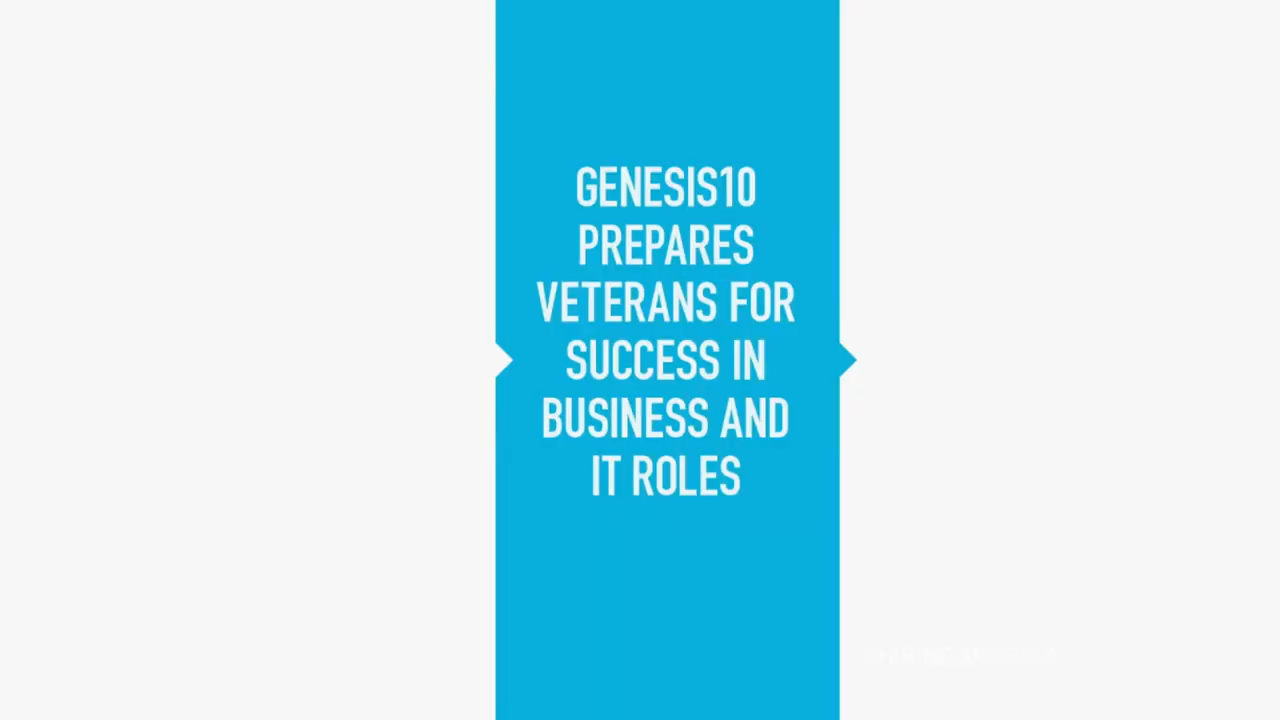 GENESIS10
PREPARES
VETERANS FOR
SUCCESS IN
BUSINESS AND
IT ROLES